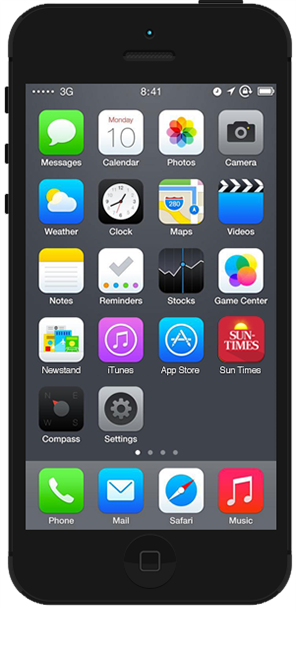 3G 8:41
Monday
10
Messages Calendar Photos Camera
280
Weather Clock Maps Videos
Notes Reminders Stocks Game Center
SUN-
TIMES
Newstand iTunes App Store Sun Times
N E
W S
Compass Settings
Phone Mail Safari Music